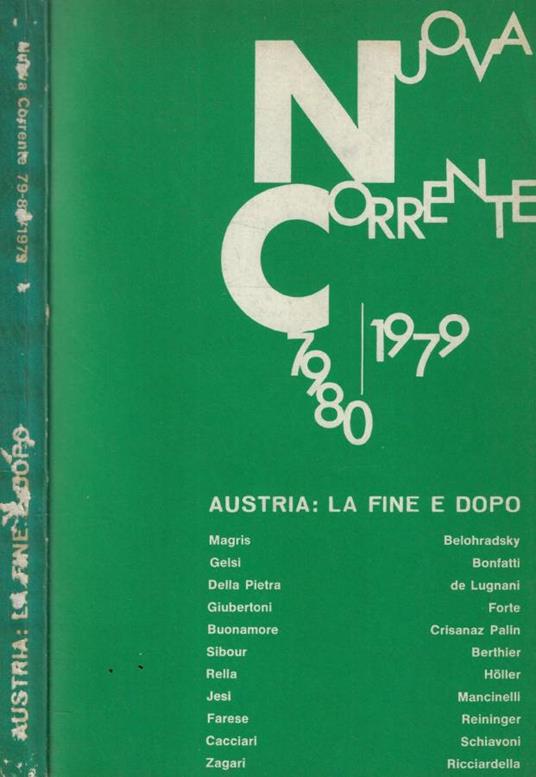 Nuova Corrente 79-80/1979
AUSTRIA: LA FINE E DOPO
NUOVA
CORRENTE
7980/1979
AUSTRIA: LA FINE E DOPO
Magris Belohradsky
Gelsi Bonfatti
Della Pietra de Lugnani
Giubertoni Forte
Buonamore Crisanaz Palin
Sibour Berthier
Rella Höller
Jesi Mancinelli
Farese Reininger
Cacciari Schiavoni
Zagari Ricciardella